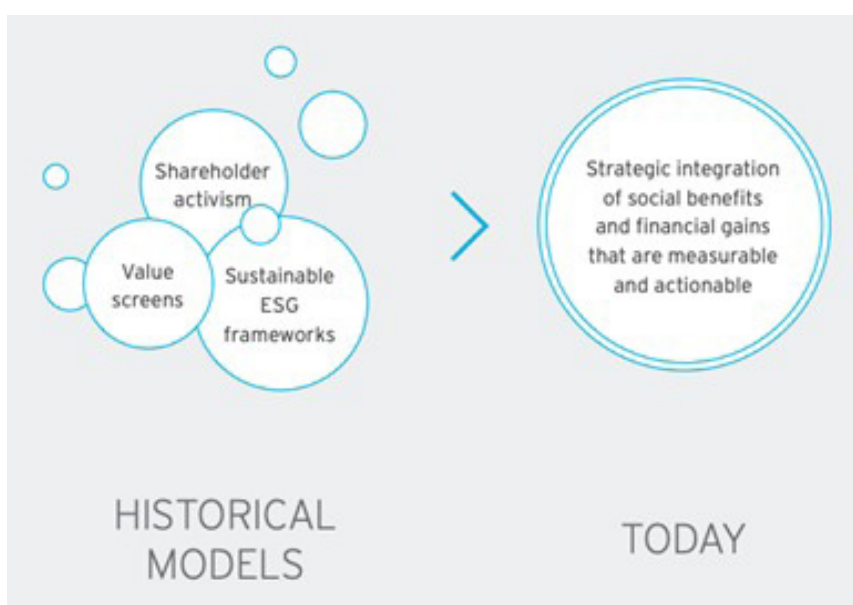 Shareholder
activism
Value
screens
Sustainable
ESG
frameworks
HISTORICAL
MODELS
Strategic integration
of social benefits
and financial gains
that are measurable
and actionable
TODAY